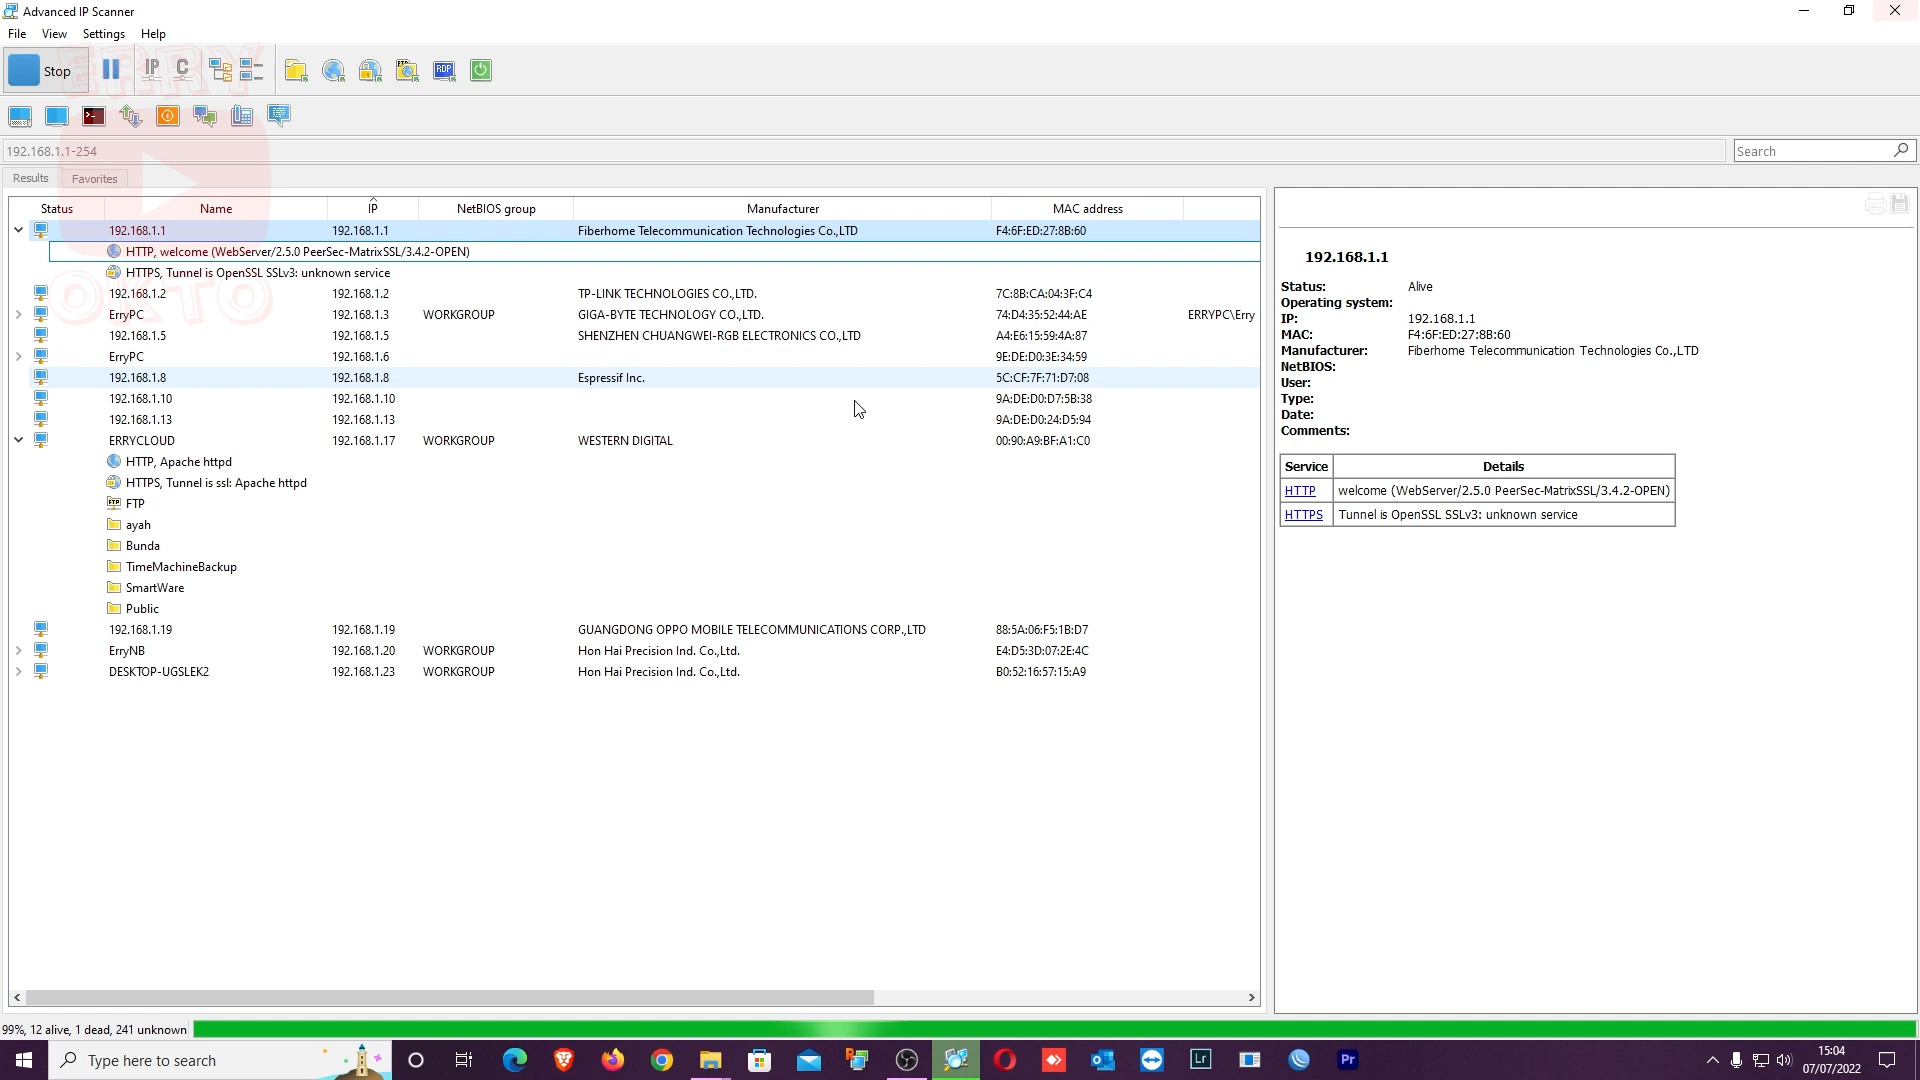 Advanced IP Scanner
File View Settings Help
Stop IP C FTP RDP
192.168.1.1-254 Search
Results Favorites
Status Name IP NetBIOS group Manufacturer MAC address
192.168.1.1 192.168.1.1 Fiberhome Telecommunication Technologies Co.,LTD F4:6F:ED:27:8B:60
HTTP, welcome (WebServer/2.5.0 PeerSec-MatrixSSL/3.4.2-OPEN)
HTTPS, Tunnel is OpenSSL SSLv3: unknown service
192.168.1.2 192.168.1.2 TP-LINK TECHNOLOGIES CO.,LTD. 7C:8B:CA:04:3F:C4
ErryPC 192.168.1.3 WORKGROUP GIGA-BYTE TECHNOLOGY CO.,LTD. 74:D4:35:52:44:AE ERRYPC\Erry
192.168.1.5 192.168.1.5 SHENZHEN CHUANGWEI-RGB ELECTRONICS CO.,LTD A4:E6:15:59:4A:87
ErryPC 192.168.1.6 9E:DE:D0:3E:34:59
192.168.1.8 192.168.1.8 Espressif Inc. 5C:CF:7F:71:D7:08
192.168.1.10 192.168.1.10 9A:DE:D0:D7:5B:38
192.168.1.13 192.168.1.13 9A:DE:D0:24:D5:94
ERRYCLOUD 192.168.1.17 WORKGROUP WESTERN DIGITAL 00:90:A9:BF:A1:C0
HTTP, Apache httpd
HTTPS, Tunnel is ssl: Apache httpd
FTP FTP
ayah
Bunda
TimeMachineBackup
SmartWare
Public
192.168.1.19 192.168.1.19 GUANGDONG OPPO MOBILE TELECOMMUNICATIONS CORP.,LTD 88:5A:06:F5:1B:D7
ErryNB 192.168.1.20 WORKGROUP Hon Hai Precision Ind. Co.,Ltd. E4:D5:3D:07:2E:4C
DESKTOP-UGSLEK2 192.168.1.23 WORKGROUP Hon Hai Precision Ind. Co.,Ltd. B0:52:16:57:15:A9
ERRY
OKTO
192.168.1.1
Status: Alive
Operating system:
IP: 192.168.1.1
MAC: F4:6F:ED:27:8B:60
Manufacturer: Fiberhome Telecommunication Technologies Co.,LTD
NetBIOS:
User:
Type:
Date:
Comments:
Service Details
HTTP welcome (WebServer/2.5.0 PeerSec-MatrixSSL/3.4.2-OPEN)
HTTPS Tunnel is OpenSSL SSLv3: unknown service
99%, 12 alive, 1 dead, 241 unknown
Type here to search Lr Pr 15:04
07/07/2022